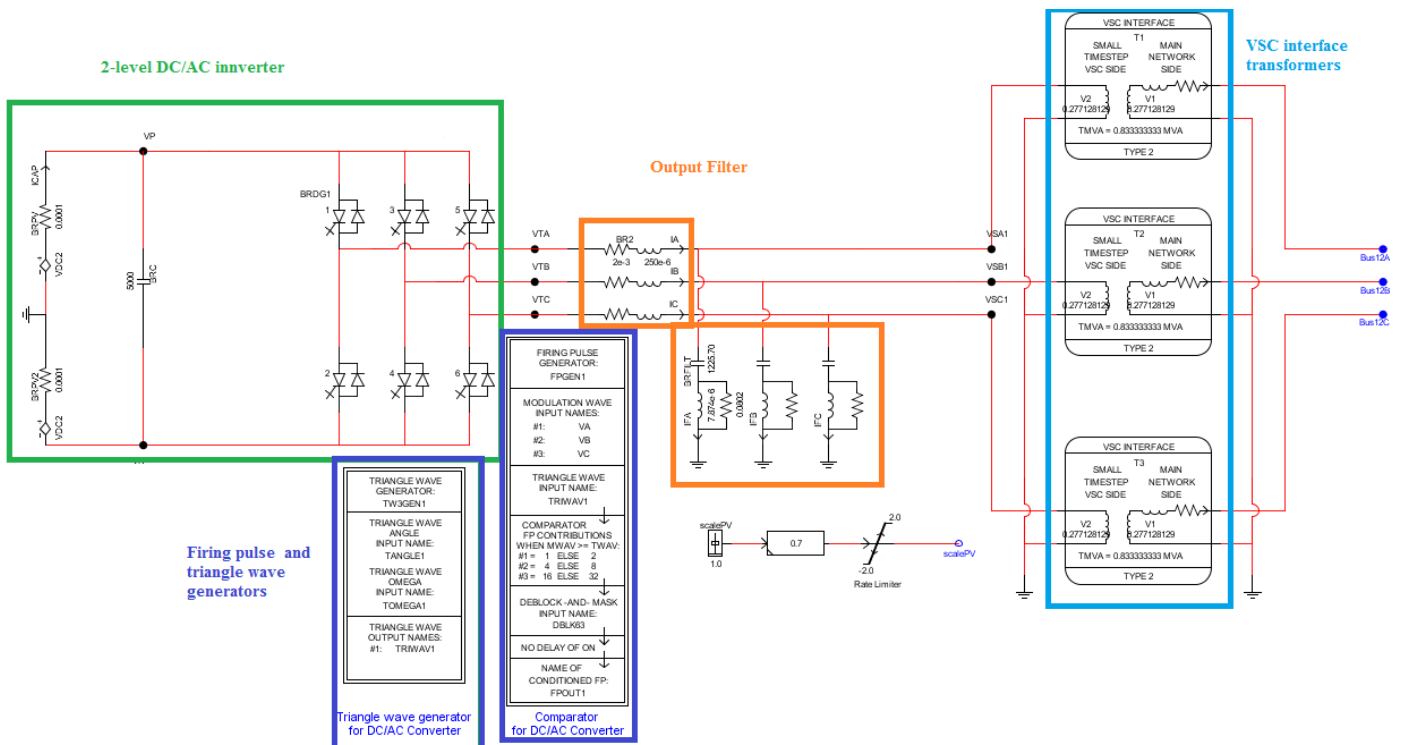 2-level DC/AC innverter
VP
ICAP
BRPV
0.0001
VDC2
5000
BRC
BRPV2
0.0001
VDC2
BRDG1
1
3
5
2
4
6
VTA
VTB
VTC
Output Filter
BR2
2e-3
250e-6
IA
IB
IC
BRFILT
1225.70
IFA
7.874e-6
0.0802
IFB
IFC
VSA1
VSB1
VSC1
VSC interface
transformers
VSC INTERFACE
T1
SMALL
TIMESTEP
VSC SIDE
MAIN
NETWORK
SIDE
V2
0.277128129
V1
8.277128129
TMVA = 0.833333333 MVA
TYPE 2
VSC INTERFACE
T2
SMALL
TIMESTEP
VSC SIDE
MAIN
NETWORK
SIDE
V2
0.277128129
V1
8.277128129
TMVA = 0.833333333 MVA
TYPE 2
VSC INTERFACE
T3
SMALL
TIMESTEP
VSC SIDE
MAIN
NETWORK
SIDE
V2
0.277128129
V1
8.277128129
TMVA = 0.833333333 MVA
TYPE 2
Bus12A
Bus12B
Bus12C
Firing pulse and
triangle wave
generators
TRIANGLE WAVE
GENERATOR:
TW3GEN1
TRIANGLE WAVE
ANGLE
INPUT NAME:
TANGLE1
TRIANGLE WAVE
OMEGA
INPUT NAME:
TOMEGA1
TRIANGLE WAVE
OUTPUT NAMES:
#1: TRIWAV1
Triangle wave generator
for DC/AC Converter
FIRING PULSE
GENERATOR:
FPGEN1
MODULATION WAVE
INPUT NAMES:
#1: VA
#2: VB
#3: VC
TRIANGLE WAVE
INPUT NAME:
TRIWAV1
COMPARATOR
FP CONTRIBUTIONS
WHEN MWAV >= TWAV:
#1 = 1 ELSE 2
#2 = 4 ELSE 8
#3 = 16 ELSE 32
DEBLOCK -AND- MASK
INPUT NAME:
DBLK63
NO DELAY OF ON
NAME OF
CONDITIONED FP:
FPOUT1
Comparator
for DC/AC Converter
scalePV
1.0
0.7
2.0
-2.0
Rate Limiter
scalePV